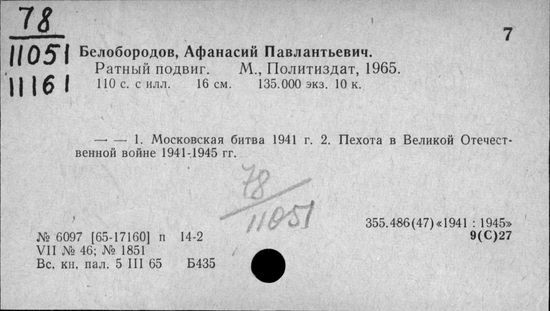 78
11051
11161
7
Белобородов, Афанасий Павлантьевич.
Ратный подвиг. М., Политиздат, 1965.
110 с. с илл. 16 см. 135.000 экз. 10 к.
— — 1. Московская битва 1941 г. 2. Пехота в Великой Отечест-
венной войне 1941-1945 гг.
78
11051
355.486(47)«1941 : 1945»
9(С)27
№ 6097 [65-17160] п 14-2
VII № 46; № 1851
Вс. кн. пал. 5 III 65 Б435